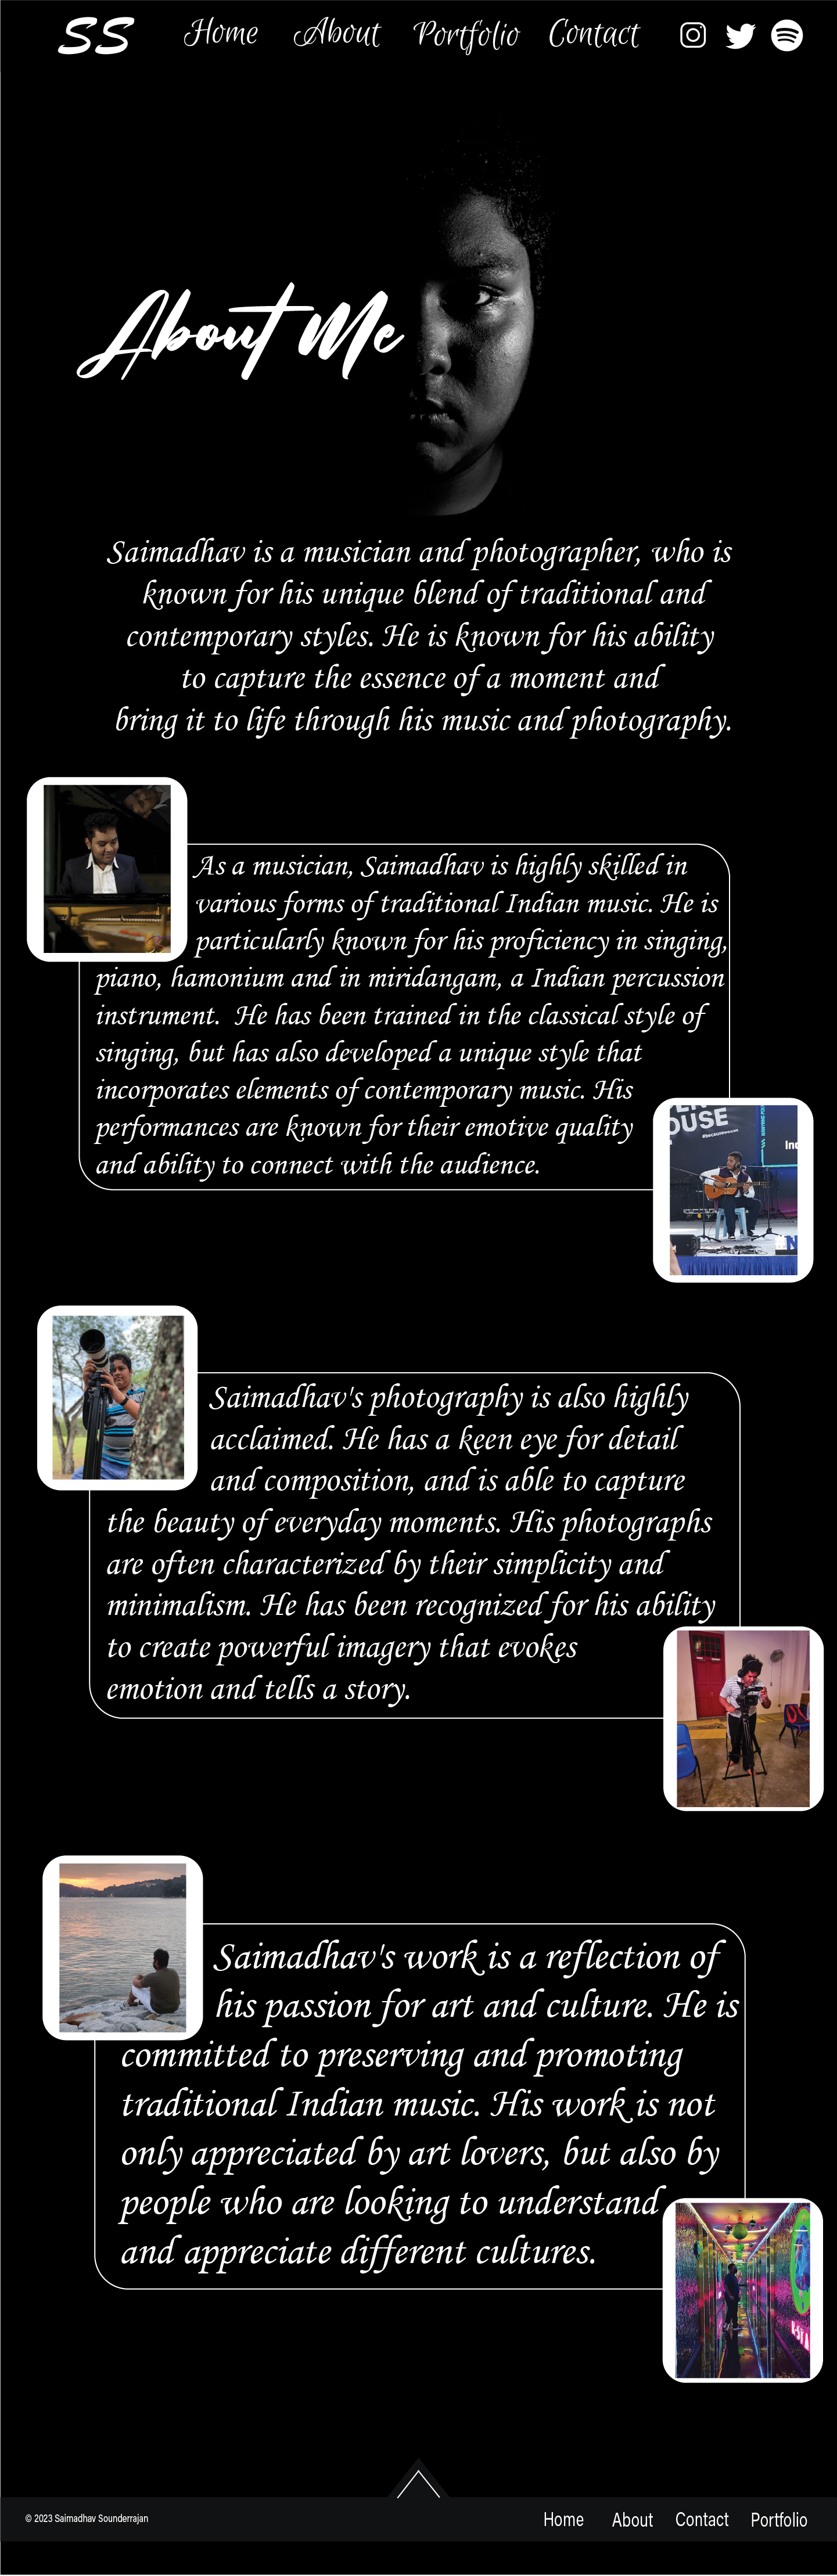 SS Home About Portfolio Contact
About Me
Saimadhav is a musician and photographer, who is
known for his unique blend of traditional and
contemporary styles. He is known for his ability
to capture the essence of a moment and
bring it to life through his music and photography.
As a musician, Saimadhav is highly skilled in
various forms of traditional Indian music. He is
particularly known for his proficiency in singing,
piano, hamonium and in miridangam, a Indian percussion
instrument.  He has been trained in the classical style of
singing, but has also developed a unique style that
incorporates elements of contemporary music. His
performances are known for their emotive quality
and ability to connect with the audience.
OUSE
Saimadhav's photography is also highly
acclaimed. He has a keen eye for detail
and composition, and is able to capture
the beauty of everyday moments. His photographs
are often characterized by their simplicity and
minimalism. He has been recognized for his ability
to create powerful imagery that evokes
emotion and tells a story.
Saimadhav's work is a reflection of
his passion for art and culture. He is
committed to preserving and promoting
traditional Indian music. His work is not
only appreciated by art lovers, but also by
people who are looking to understand
and appreciate different cultures.
© 2023 Saimadhav Sounderrajan
Home About Contact Portfolio